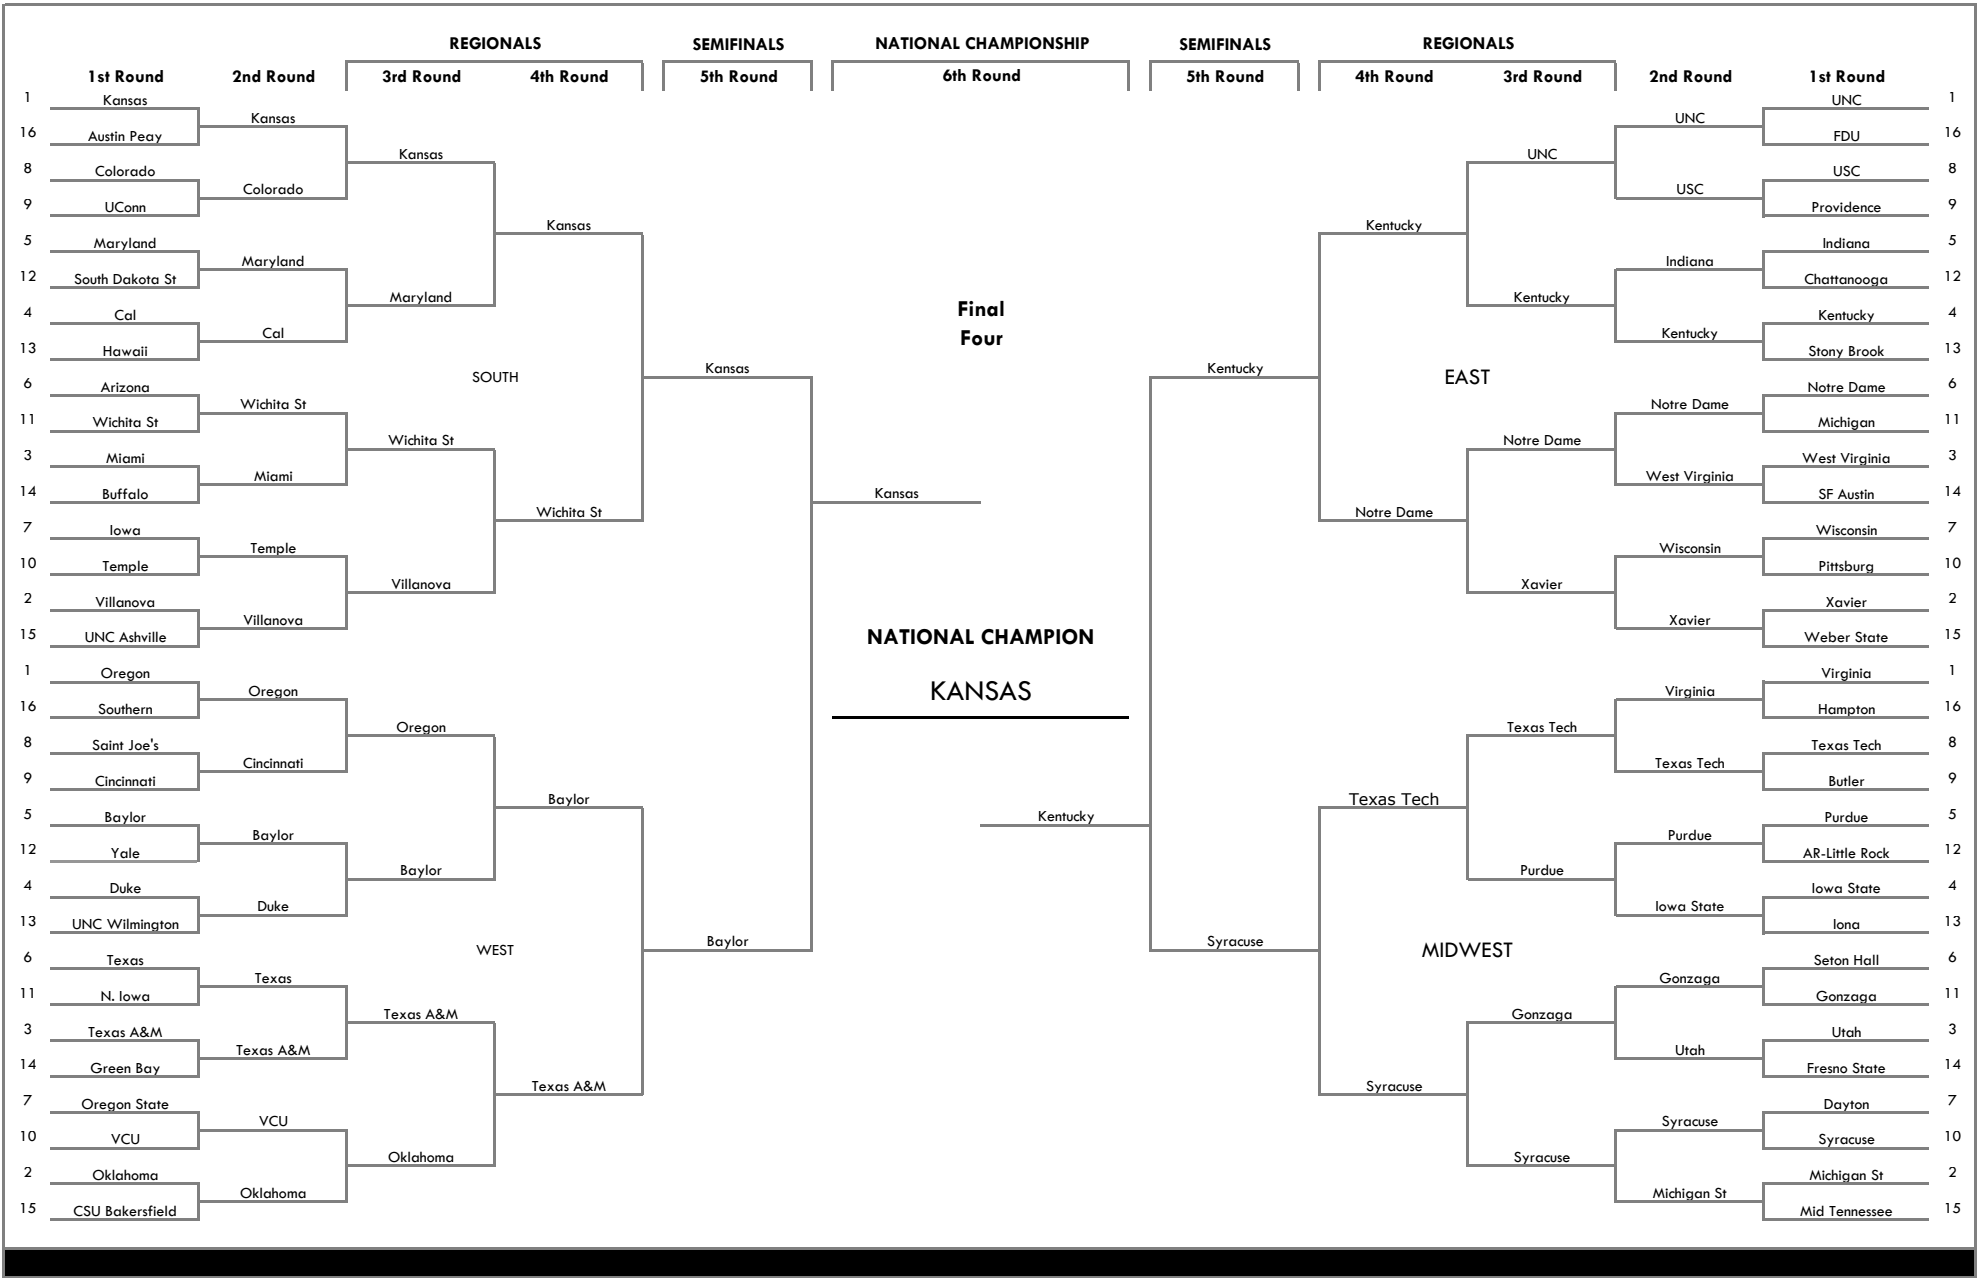 REGIONALS SEMIFINALS NATIONAL CHAMPIONSHIP SEMIFINALS REGIONALS
1st Round 2nd Round 3rd Round 4th Round 5th Round 6th Round 5th Round 4th Round 3rd Round 2nd Round 1st Round
1 Kansas
16 Austin Peay
8 Colorado
9 UConn
5 Maryland
12 South Dakota St
4 Cal
13 Hawaii
6 Arizona
11 Wichita St
3 Miami
14 Buffalo
7 Iowa
10 Temple
2 Villanova
15 UNC Ashville
Kansas
Colorado
Maryland
Cal
Wichita St
Miami
Temple
Villanova
Kansas
Maryland
Wichita St
Villanova
Kansas
Wichita St
SOUTH
Kansas
1 Oregon
16 Southern
8 Saint Joe's
9 Cincinnati
5 Baylor
12 Yale
4 Duke
13 UNC Wilmington
6 Texas
11 N. Iowa
3 Texas A&M
14 Green Bay
7 Oregon State
10 VCU
2 Oklahoma
15 CSU Bakersfield
Oregon
Cincinnati
Baylor
Duke
Texas
Texas A&M
VCU
Oklahoma
Oregon
Baylor
Texas A&M
Oklahoma
Baylor
Texas A&M
WEST
Baylor
Kansas
Final
Four
NATIONAL CHAMPION
KANSAS
Kentucky
Kentucky
EAST
Kentucky
Notre Dame
UNC
Kentucky
Notre Dame
Xavier
UNC
USC
Indiana
Kentucky
Notre Dame
West Virginia
Wisconsin
Xavier
UNC 1
FDU 16
USC 8
Providence 9
Indiana 5
Chattanooga 12
Kentucky 4
Stony Brook 13
Notre Dame 6
Michigan 11
West Virginia 3
SF Austin 14
Wisconsin 7
Pittsburg 10
Xavier 2
Weber State 15
Syracuse
MIDWEST
Texas Tech
Syracuse
Texas Tech
Purdue
Gonzaga
Syracuse
Virginia
Texas Tech
Purdue
Iowa State
Gonzaga
Utah
Syracuse
Michigan St
Virginia 1
Hampton 16
Texas Tech 8
Butler 9
Purdue 5
AR-Little Rock 12
Iowa State 4
Iona 13
Seton Hall 6
Gonzaga 11
Utah 3
Fresno State 14
Dayton 7
Syracuse 10
Michigan St 2
Mid Tennessee 15